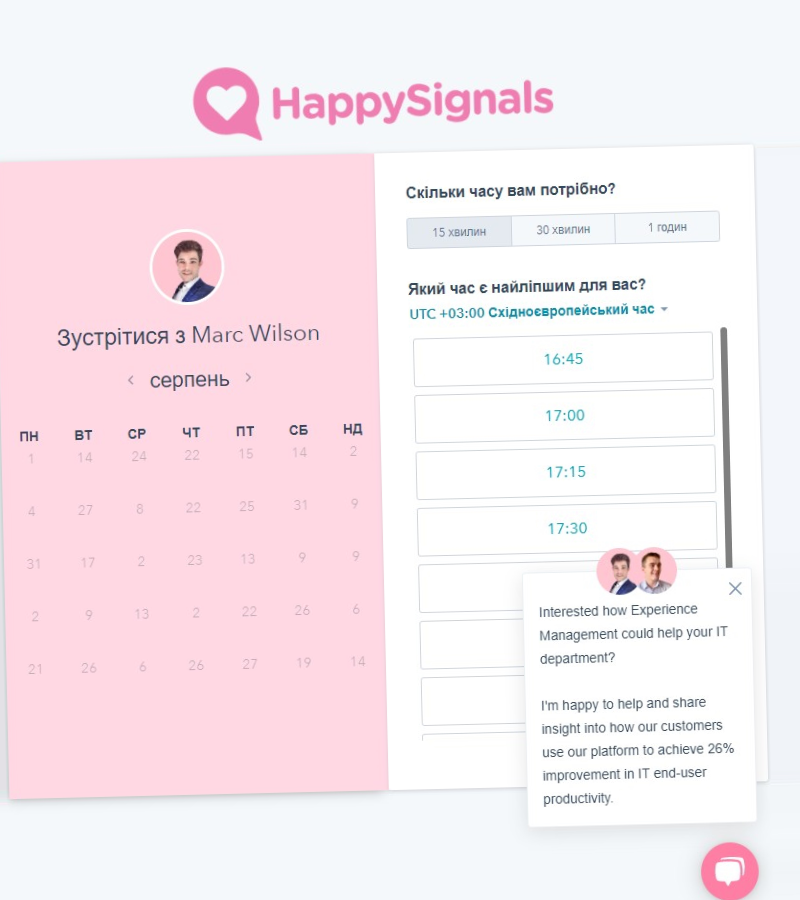 HappySignals
Зустрітися з Marc Wilson
серпень
ПН ВТ СР ЧТ ПТ СБ НД
1 14 24 22 15 14 2
4 27 8 22 25 31 9
31 17 2 23 13 9 9
2 9 13 2 22 26 6
21 26 6 26 27 19 14
Скільки часу вам потрібно?
15 хвилин 30 хвилин 1 годин
Який час є найліпшим для вас?
UTC +03:00 Східноєвропейський час
16:45
17:00
17:15
17:30
Interested how Experience
Management could help your IT
department?
I'm happy to help and share
insight into how our customers
use our platform to achieve 26%
improvement in IT end-user
productivity.